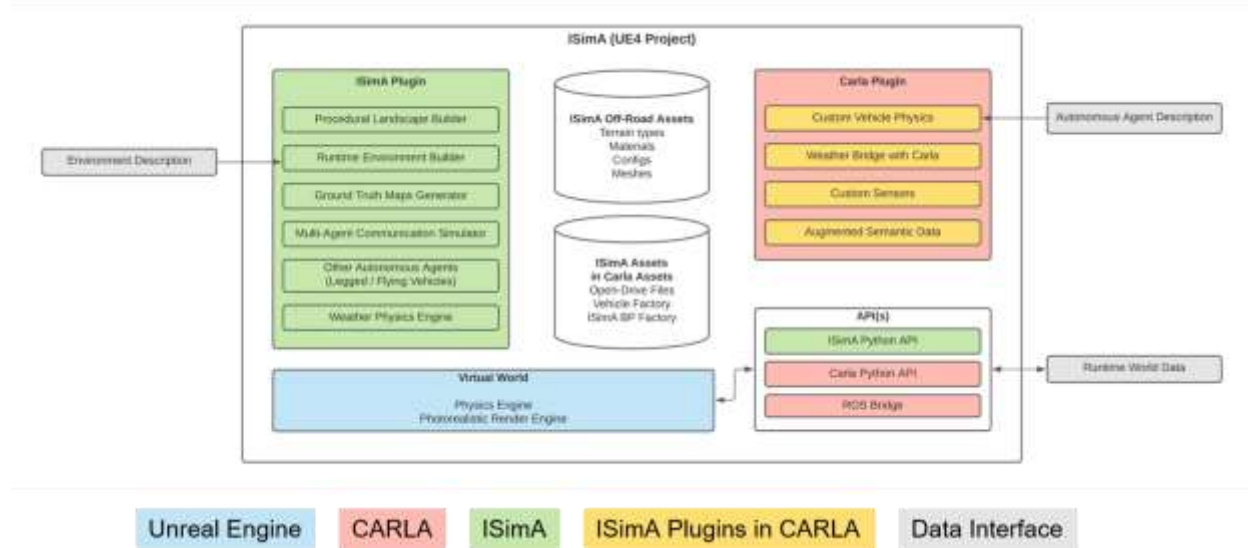 ISimA (UE4 Project)
ISimA Plugin
Procedural Landscape Builder
Runtime Environment Builder
Ground Truth Maps Generator
Multi-Agent Communication Simulator
Other Autonomous Agents
(Legged / Flying Vehicles)
Weather Physics Engine
Environment Description
ISimA Off-Road Assets
Terrain types
Materials
Configs
Meshes
ISimA Assets
in Carla Assets
Open-Drive Files
Vehicle Factory
ISimA BP Factory
Carla Plugin
Custom Vehicle Physics
Weather Bridge with Carla
Custom Sensors
Augmented Semantic Data
Autonomous Agent Description
Virtual World
Physics Engine
Photorealistic Render Engine
API(s)
ISimA Python API
Carla Python API
ROS Bridge
Runtime World Data
Unreal Engine
CARLA
ISimA
ISimA Plugins in CARLA
Data Interface